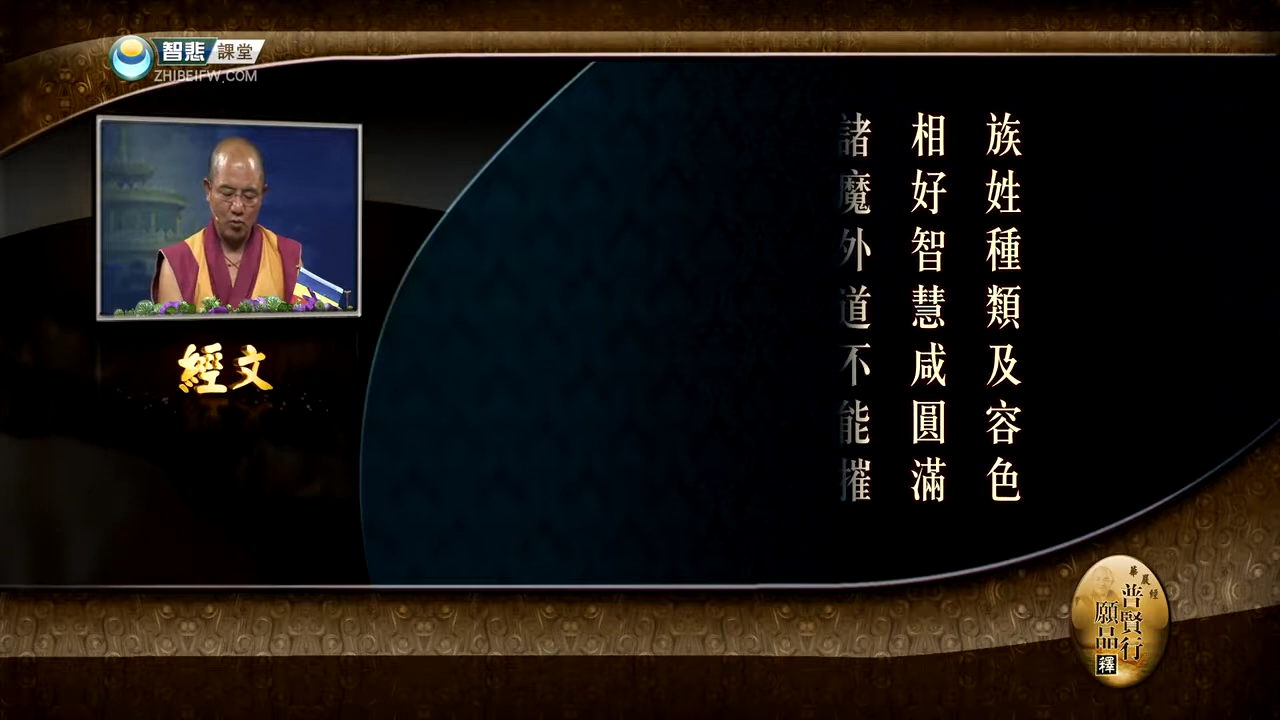 智悲課堂
ZHIBEIFW.COM
族姓種類及容色
相好智慧咸圓滿
諸魔外道不能摧
經文
華嚴經
普賢行
願品
釋